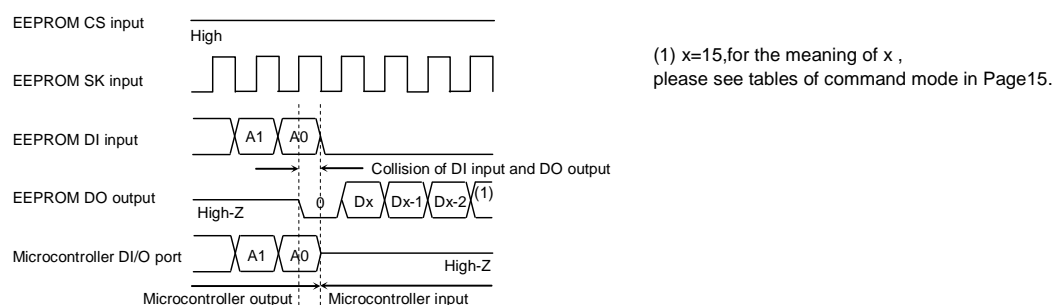 EEPROM CS input
High
(1) x=15,for the meaning of x ,
please see tables of command mode in Page15.
EEPROM SK input
EEPROM DI input
A1
A0
Collision of DI input and DO output
EEPROM DO output
High-Z
0
Dx
Dx-1
Dx-2
(1)
Microcontroller DI/O port
A1
A0
High-Z
Microcontroller output
Microcontroller input